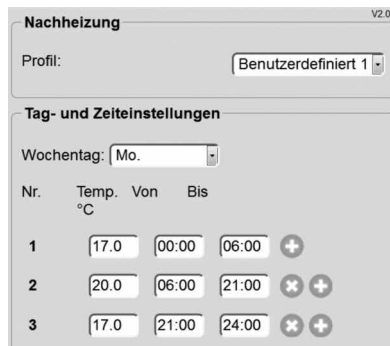 V2.0
Nachheizung
Profil: Benutzerdefiniert 1
Tag- und Zeiteinstellungen
Wochentag: Mo.
Nr. Temp. Von Bis
°C
1 17.0 00:00 06:00
2 20.0 06:00 21:00
3 17.0 21:00 24:00